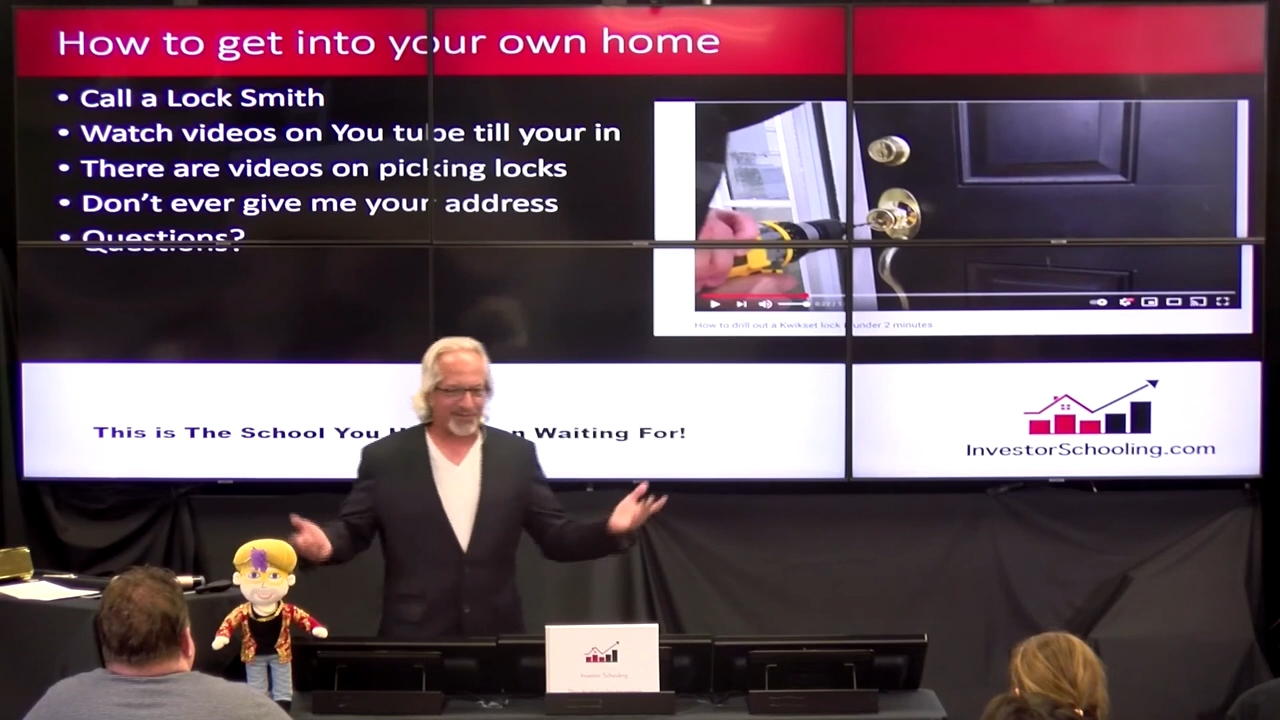 How to get into your own home
• Call a Lock Smith
• Watch videos on You tube till your in
• There are videos on picking locks
• Don't ever give me your address
• Questions?
How to drill out a Kwikset lock under 2 minutes
This is The School You n Waiting For!
InvestorSchooling.com
Investor Schooling